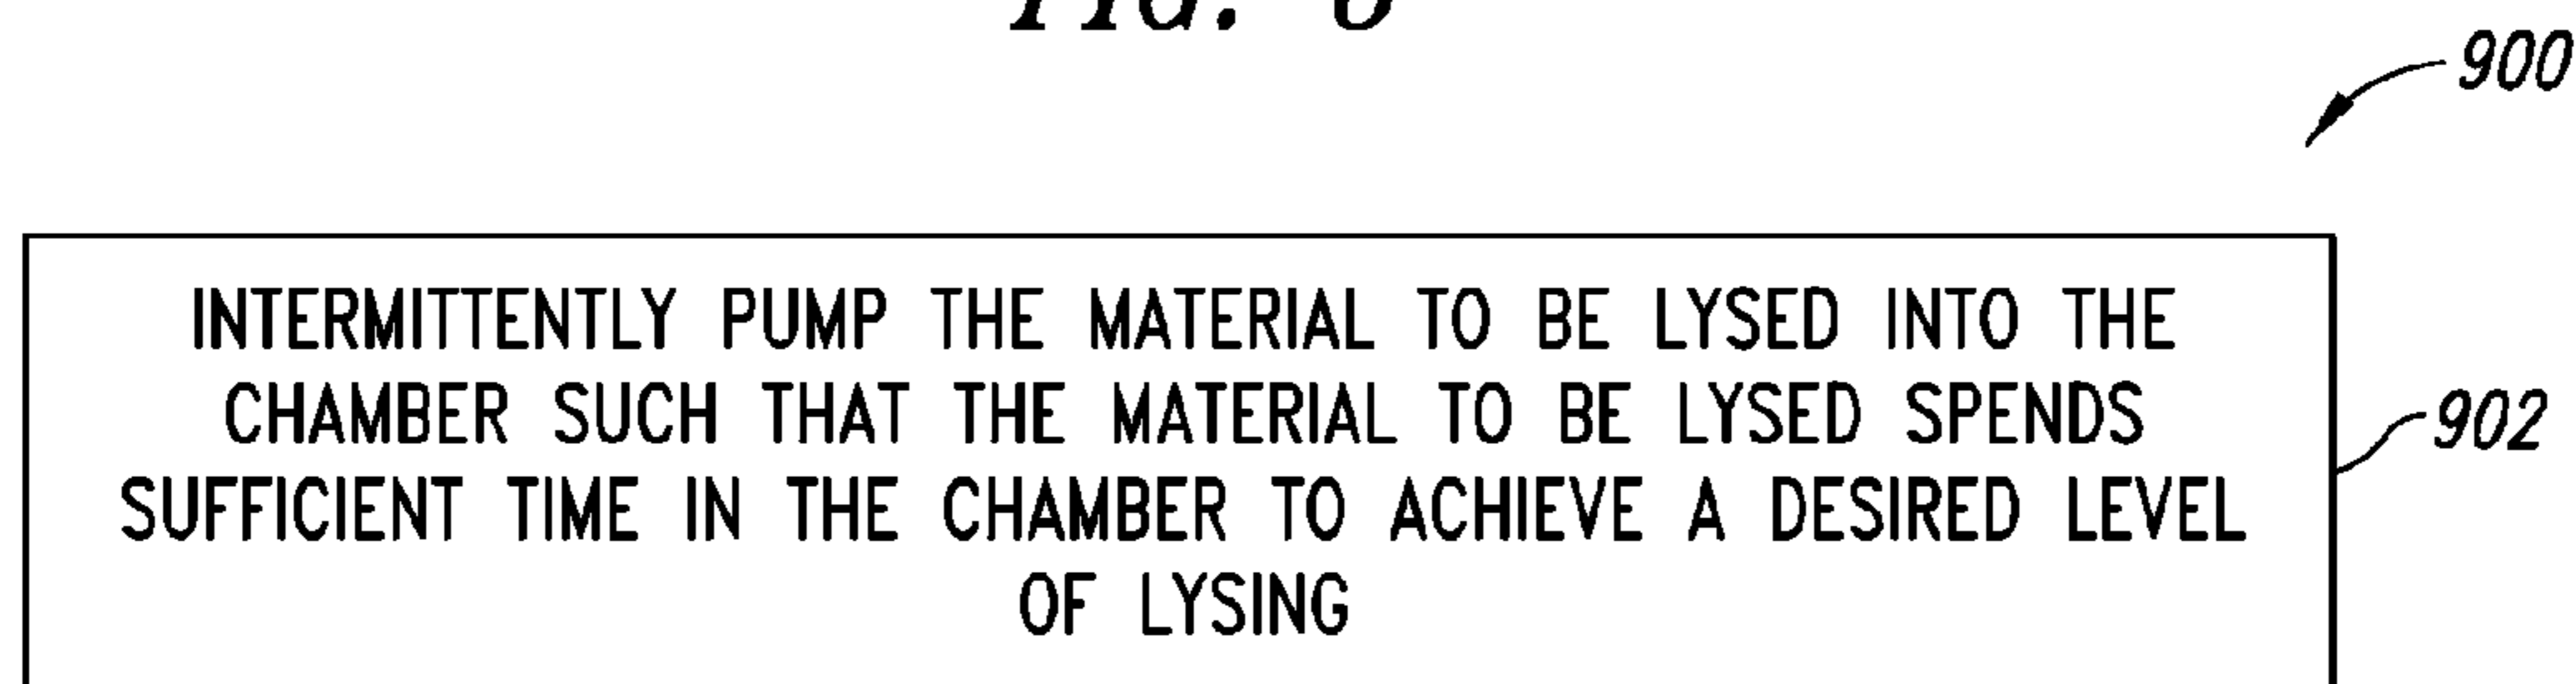 900
INTERMITTENTLY PUMP THE MATERIAL TO BE LYSED INTO THE
CHAMBER SUCH THAT THE MATERIAL TO BE LYSED SPENDS
902
SUFFICIENT TIME IN THE CHAMBER TO ACHIEVE A DESIRED LEVEL
OF LYSING